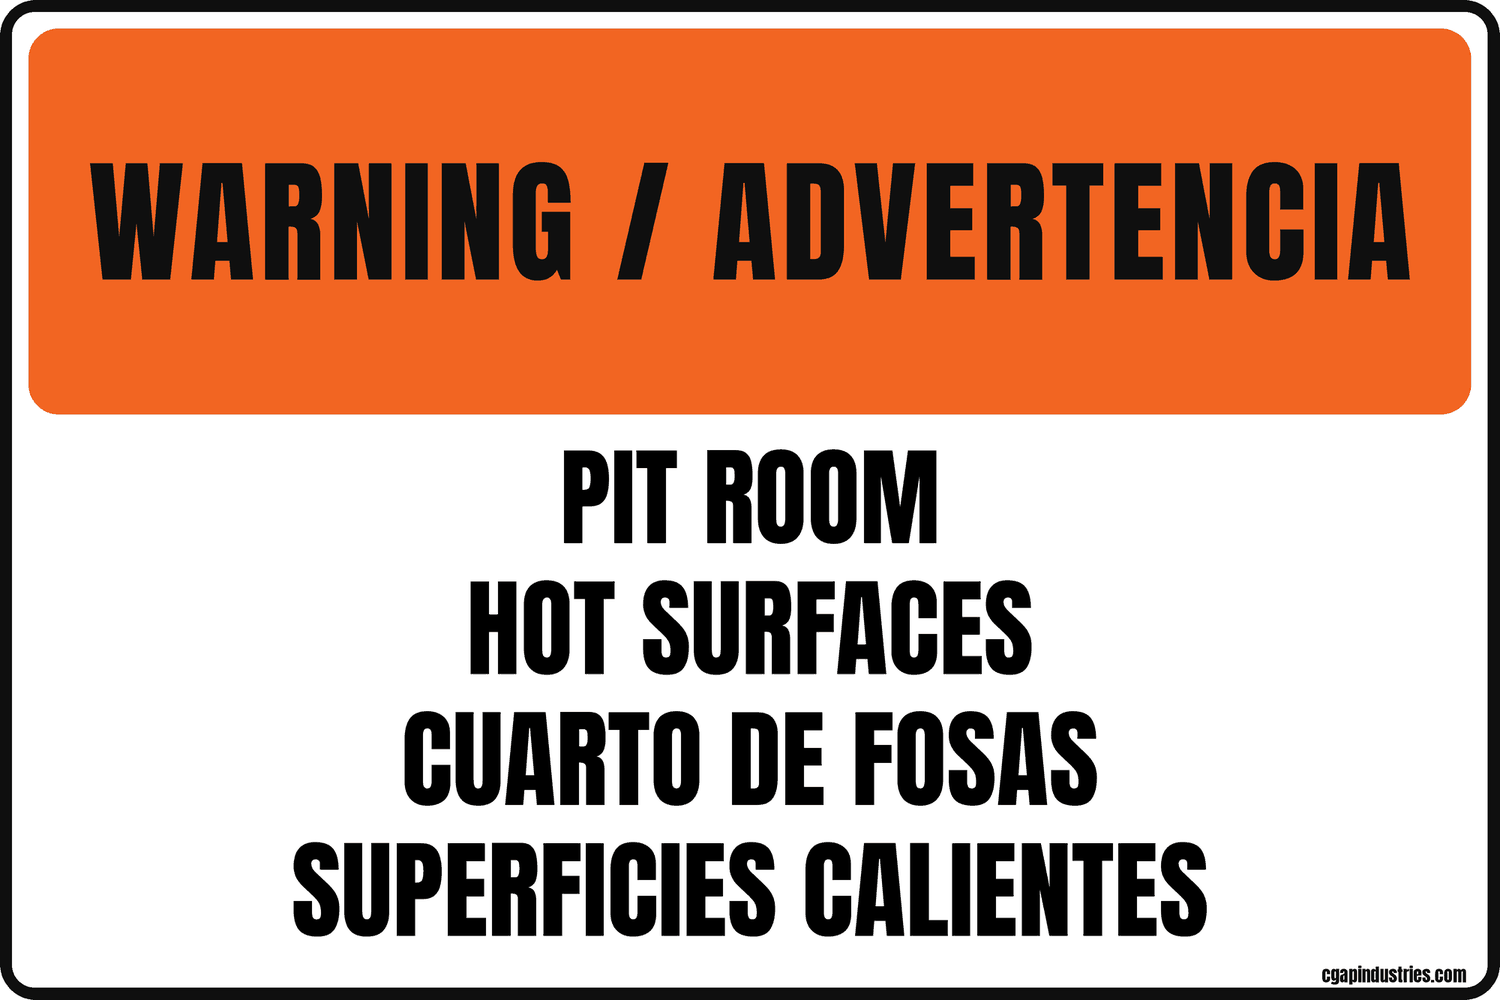 WARNING / ADVERTENCIA
PIT ROOM
HOT SURFACES
CUARTO DE FOSAS
SUPERFICIES CALIENTES
cgapindustries.com